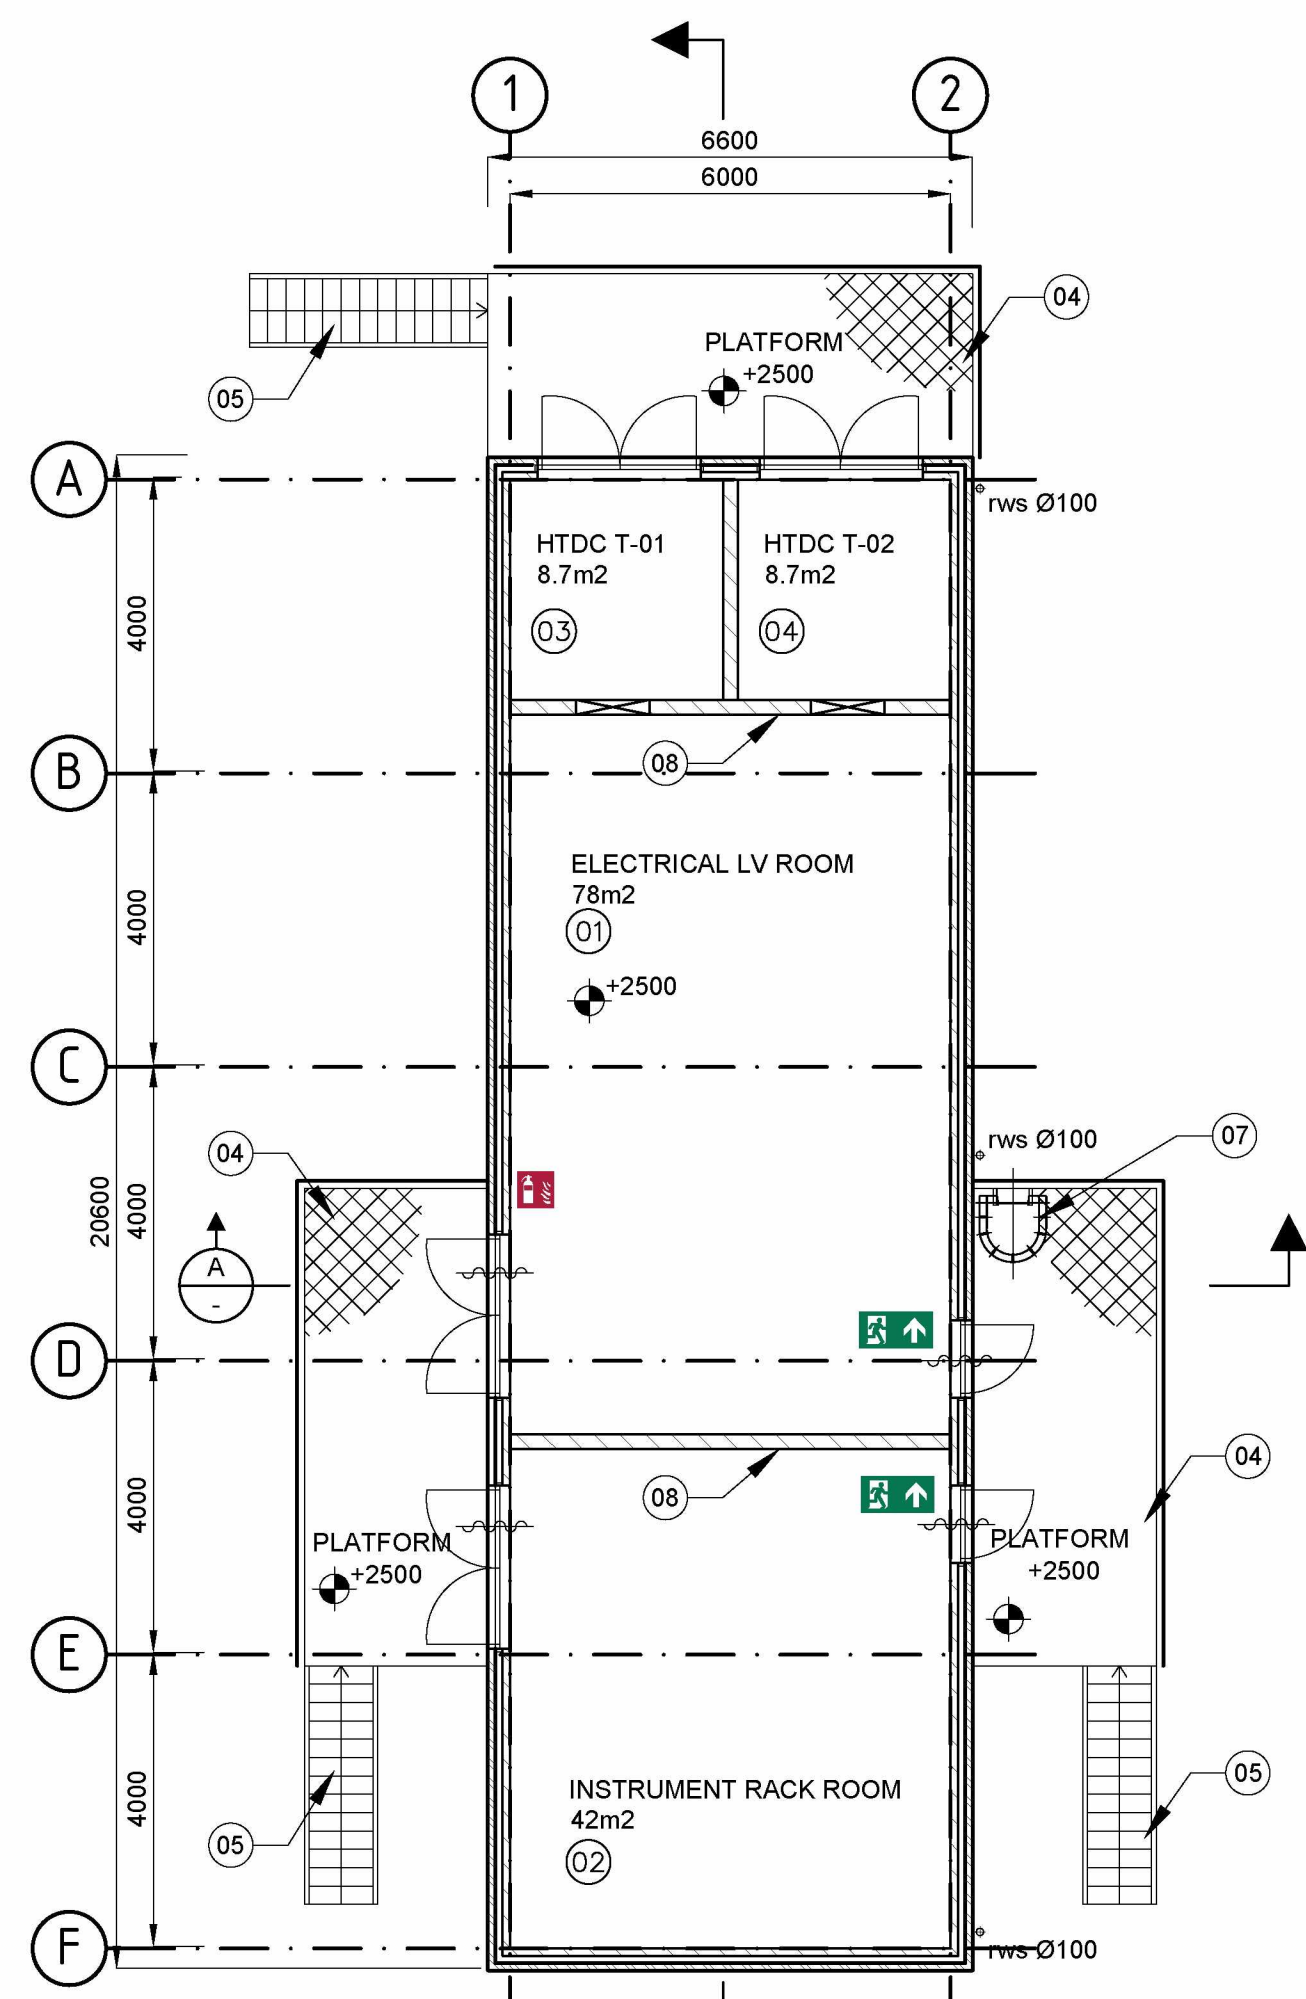 1
2
6600
6000
04
PLATFORM
+2500
05
A
rws Ø100
HTDC T-01
8.7m2
03
HTDC T-02
8.7m2
04
4000
08
B
ELECTRICAL LV ROOM
78m2
01
+2500
4000
C
rws Ø100
07
04
20600
4000
A
-
D
04
08
4000
PLATFORM
+2500
PLATFORM
+2500
E
05
INSTRUMENT RACK ROOM
42m2
02
4000
05
F
rws Ø100